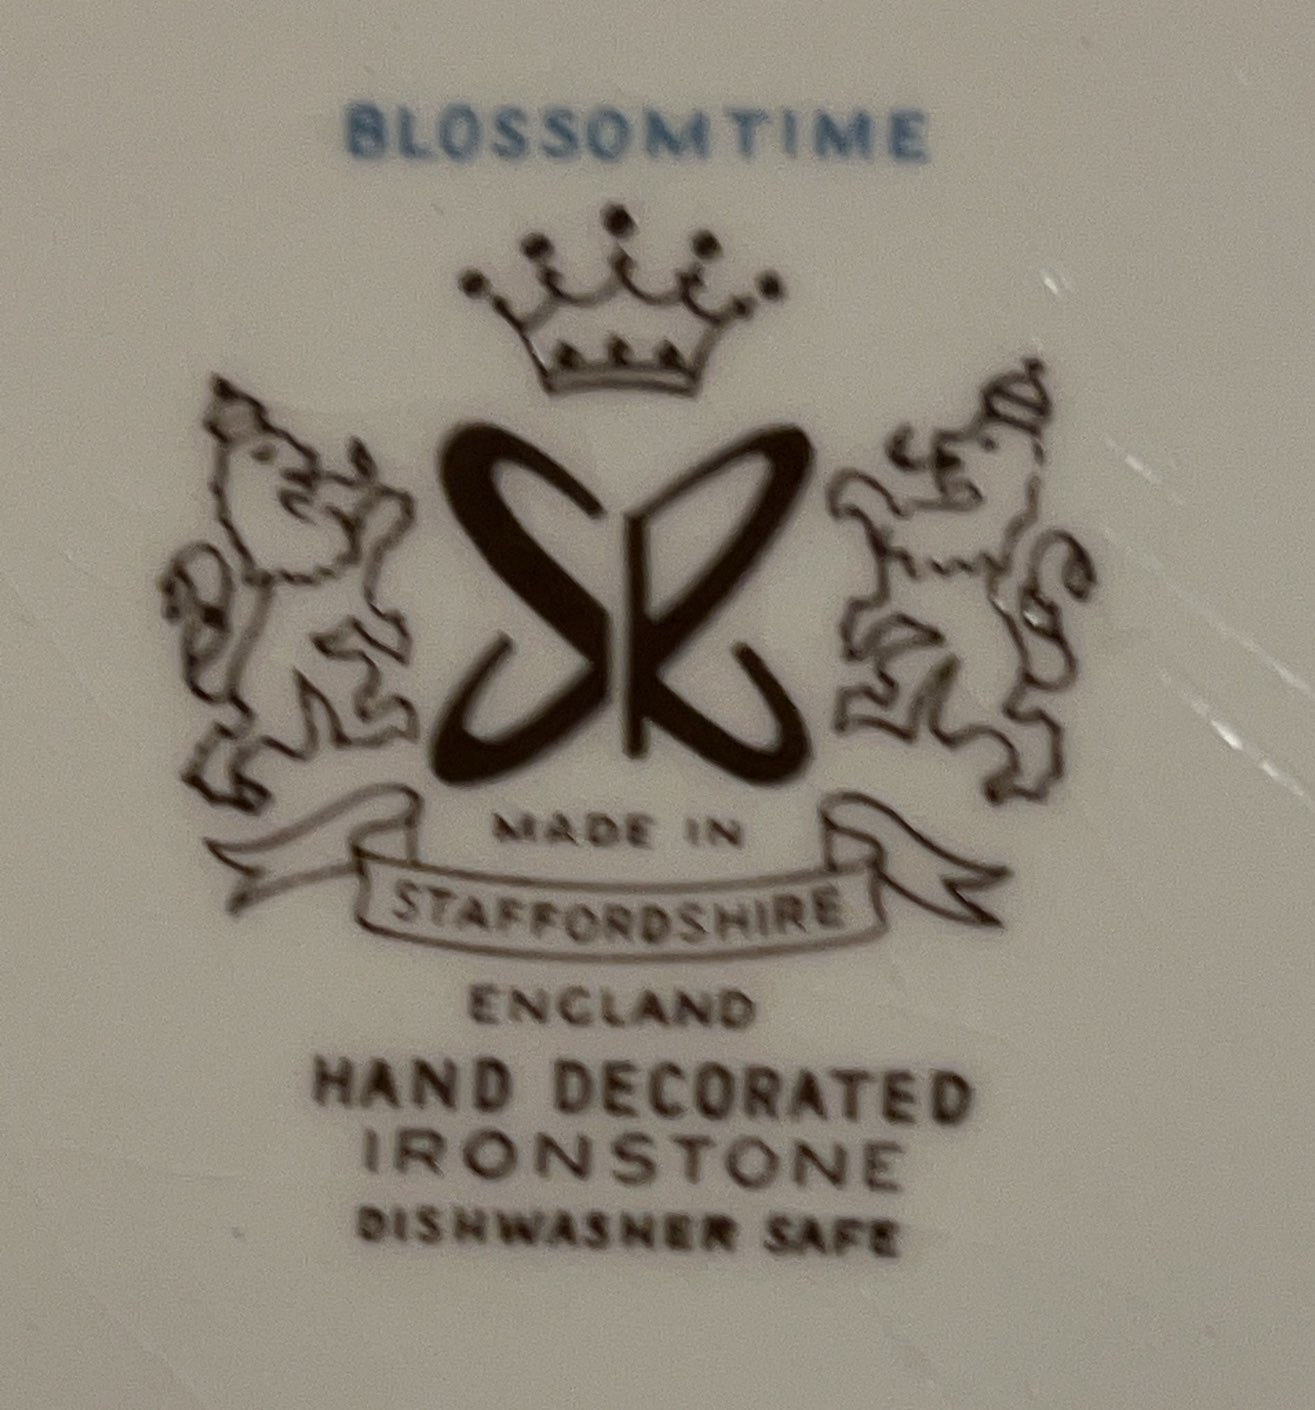 BLOSSOMTIME
SR
MADE IN
STAFFORDSHIRE
ENGLAND
HAND DECORATED
IRONSTONE
DISHWASHER SAFE